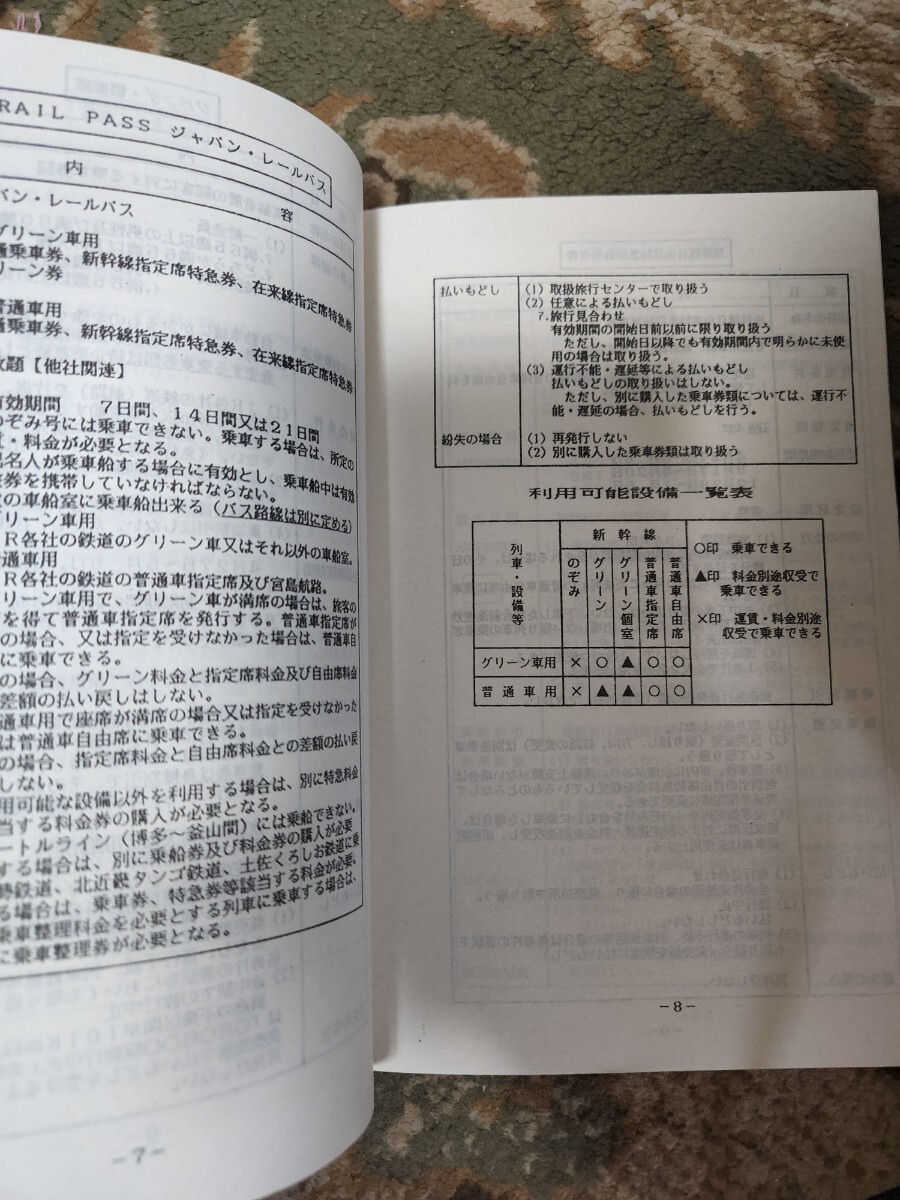 RAIL PASS ジャパン・レールパス
内 容
パン・レールパス
グリーン車用
通乗車券、新幹線指定席特急券、在来線指定席特急券
リーン券
普通車用
通乗車券、新幹線指定席特急券、在来線指定席特急券
放題【他社関連】
有効期間 7日間、14日間又は21日間
のぞみ号には乗車できない。乗車する場合は、所定の
・料金が必要となる。
記名人が乗車船する場合に有効とし、乗車船中は有効
券を携帯していなければならない。
の車船室に乗車船出来る(バス路線は別に定める)
グリーン車用
R各社の鉄道のグリーン車又はそれ以外の車船室。
普通車用
R各社の鉄道の普通車指定席及び宮島航路。
リーン車用で、グリーン車が満席の場合は、旅客の
を得て普通車指定席を発行する。普通車指定席が
の場合、又は指定を受けなかった場合は、普通車自
に乗車できる。
の場合、グリーン料金と指定席料金及び自由席料金
差額の払い戻しはしない。
通車用で座席が満席の場合又は指定を受けなかった
は普通車自由席に乗車できる。
の場合、指定席料金と自由席料金との差額の払い戻
しない。
用可能な設備以外を利用する場合は、別に特急料金
当する料金券の購入が必要となる。
ートルライン(博多〜釜山間)には乗船できない。
する場合は、別に乗船券及び料金券の購入が必要
勢鉄道、北近畿タンゴ鉄道、土佐くろしお鉄道に乗
る場合は、乗車券、特急券等該当する料金が必要。
乗車整理料金を必要とする列車に乗車する場合は、
に乗車整理券が必要となる。
-7-
払いもどし
(1) 取扱旅行センターで取り扱う
(2) 任意による払いもどし
7.旅行見合わせ
有効期間の開始日前以前に限り取り扱う
ただし、開始日以降でも有効期間内で明らかに未使
用の場合は取り扱う。
(3) 運行不能・遅延等による払いもどし
払いもどしの取り扱いはしない。
ただし、別に購入した乗車券類については、運行不
能・遅延の場合、払いもどしを行う。
紛失の場合
(1) 再発行しない
(2) 別に購入した乗車券類は取り扱う
利用可能設備一覧表
列車・設備等
新幹線
のぞみ
グリーン
グリーン個室
普通車指定席
普通車自由席
○印 乗車できる
▲印 料金別途収受で
乗車できる
×印 運賃・料金別途
収受で乗車できる
グリーン車用 × ○ ▲ ○ ○
普通車用 × ▲ ▲ ○ ○
-8-